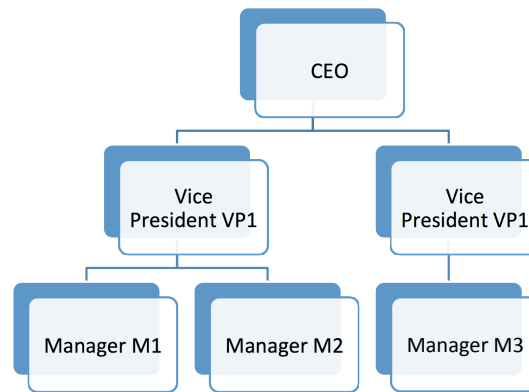 CEO
Vice
President VP1
Vice
President VP1
Manager M1
Manager M2
Manager M3